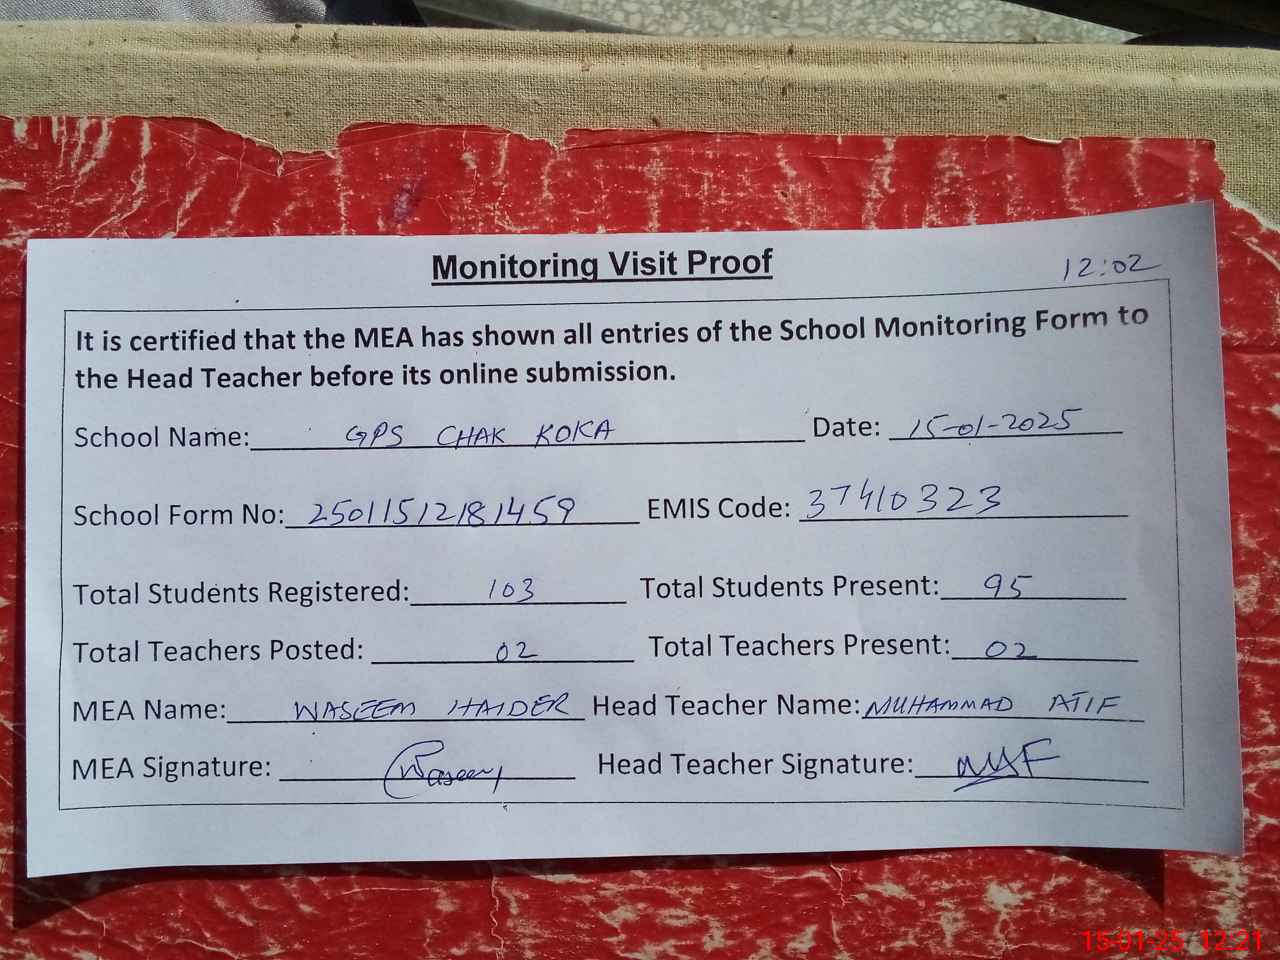 Monitoring Visit Proof
12:02
It is certified that the MEA has shown all entries of the School Monitoring Form to
the Head Teacher before its online submission.
School Name: GPS CHAK KOKA Date: 15-01-2025
School Form No: 25011512181459 EMIS Code: 37410323
Total Students Registered: 103 Total Students Present: 95
Total Teachers Posted: 02 Total Teachers Present: 02
MEA Name: WASEEM HAIDER Head Teacher Name: MUHAMMAD ATIF
MEA Signature: Waseem Head Teacher Signature:
15-01-25 12:21